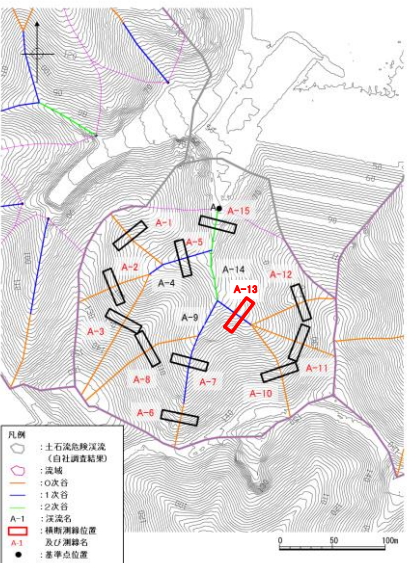 A
A-15
A-1
A-5
A-2
A-14
A-12
A-4
A-13
A-3
A-9
A-11
A-8
A-7
A-10
A-6
凡例
：土石流危険渓流
（自社調査結果）
：流域
：0次谷
：1次谷
：2次谷
A-1 ：渓流名
：横断測線位置
A-1 及び測線名
：基準点位置
0 100m